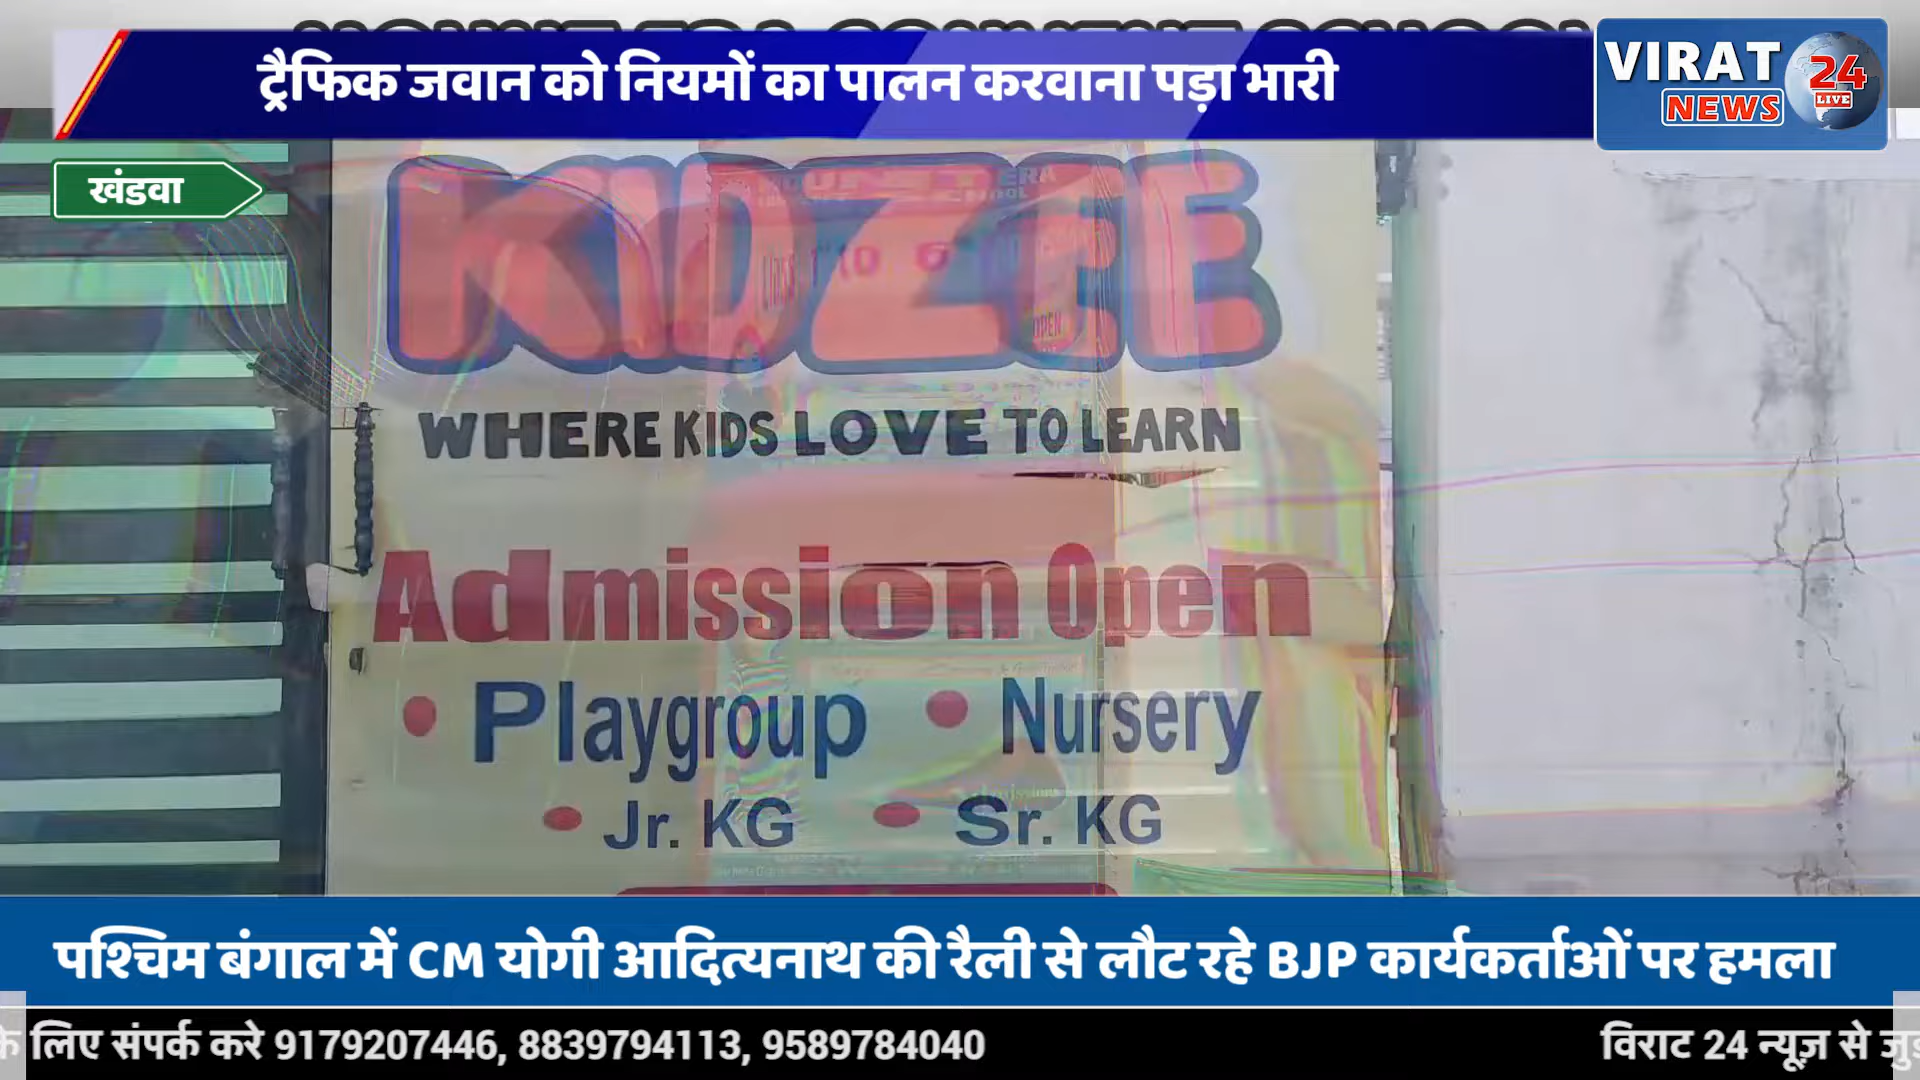 ट्रैफिक जवान को नियमों का पालन करवाना पड़ा भारी
VIRAT
24
LIVE
NEWS
खंडवा
KIDZEE
WHERE KIDS LOVE TO LEARN
Admission Open
• Playgroup • Nursery
• Jr. KG • Sr. KG
पश्चिम बंगाल में CM योगी आदित्यनाथ की रैली से लौट रहे BJP कार्यकर्ताओं पर हमला
के लिए संपर्क करे 9179207446, 8839794113, 9589784040 विराट 24 न्यूज़ से